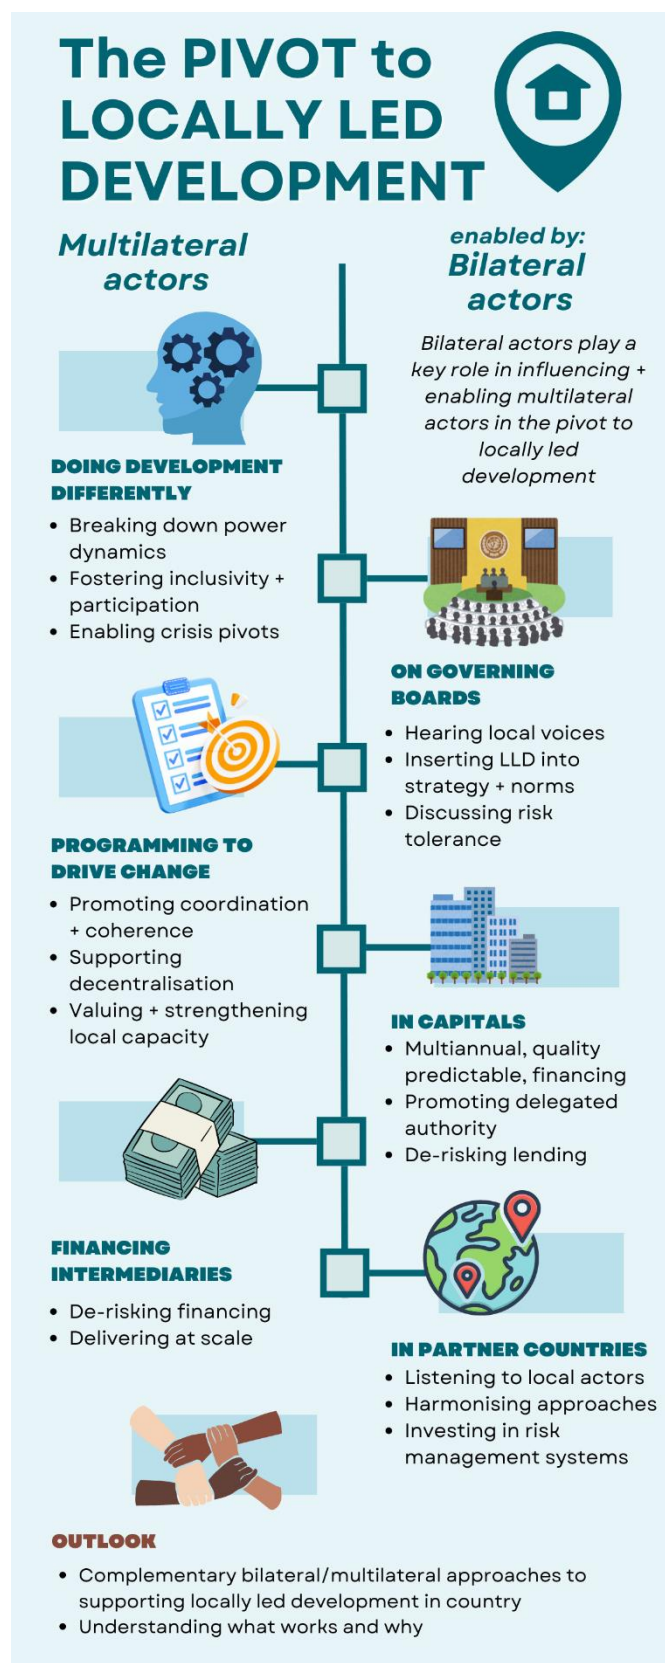 The PIVOT to
LOCALLY LED
DEVELOPMENT
Multilateral
actors
enabled by:
Bilateral
actors
Bilateral actors play a
key role in influencing +
enabling multilateral
actors in the pivot to
locally led
development
DOING DEVELOPMENT
DIFFERENTLY
• Breaking down power
dynamics
• Fostering inclusivity +
participation
• Enabling crisis pivots
ON GOVERNING
BOARDS
• Hearing local voices
• Inserting LLD into
strategy + norms
• Discussing risk
tolerance
PROGRAMMING TO
DRIVE CHANGE
• Promoting coordination
+ coherence
• Supporting
decentralisation
• Valuing + strengthening
local capacity
IN CAPITALS
• Multiannual, quality
predictable, financing
• Promoting delegated
authority
• De-risking lending
FINANCING
INTERMEDIARIES
• De-risking financing
• Delivering at scale
IN PARTNER COUNTRIES
• Listening to local actors
• Harmonising approaches
• Investing in risk
management systems
OUTLOOK
• Complementary bilateral/multilateral approaches to
supporting locally led development in country
• Understanding what works and why